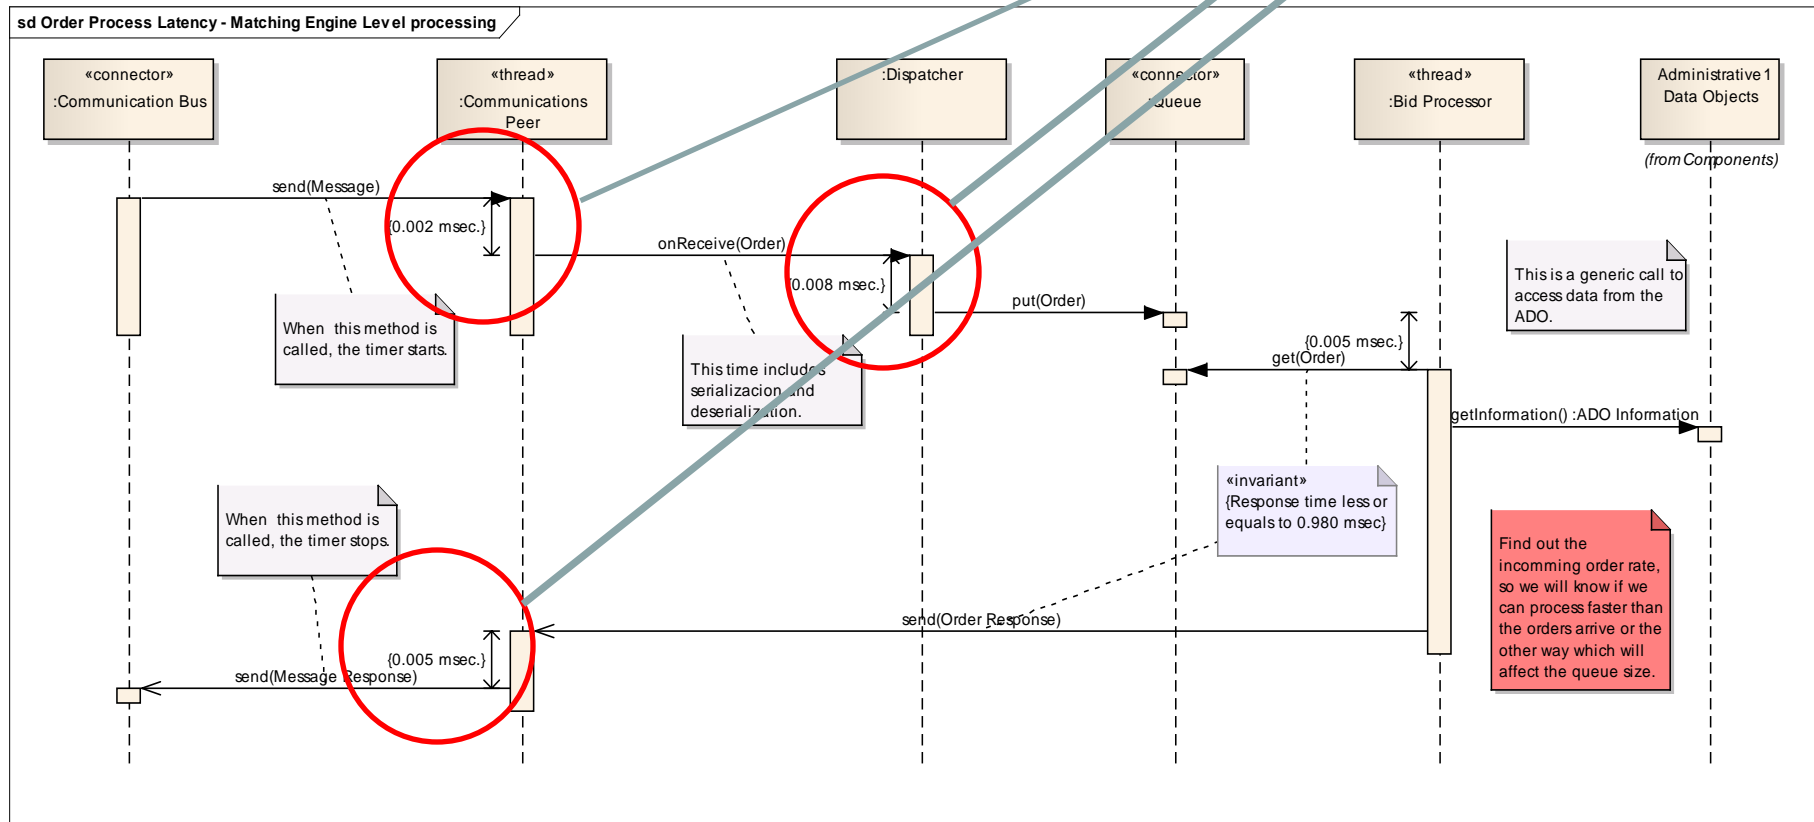 sd Order Process Latency - Matching Engine Level processing
«connector»
:Communication Bus
«thread»
:Communications
Peer
:Dispatcher
«connector»
:Queue
«thread»
:Bid Processor
Administrative1
Data Objects
(from Components)
send(Message)
{0.002 msec.}
onReceive(Order)
{0.008 msec.}
put(Order)
This is a generic call to
access data from the
ADO.
When this method is
called, the timer starts.
{0.005 msec.}
get(Order)
This time includes
serializacion and
deserialization.
getInformation() :ADO Information
«invariant»
{Response time less or
equals to 0.980 msec}
When this method is
called, the timer stops.
Find out the
incomming order rate,
so we will know if we
can process faster than
the orders arrive or the
other way which will
affect the queue size.
send(Order Response)
{0.005 msec.}
send(Message Response)